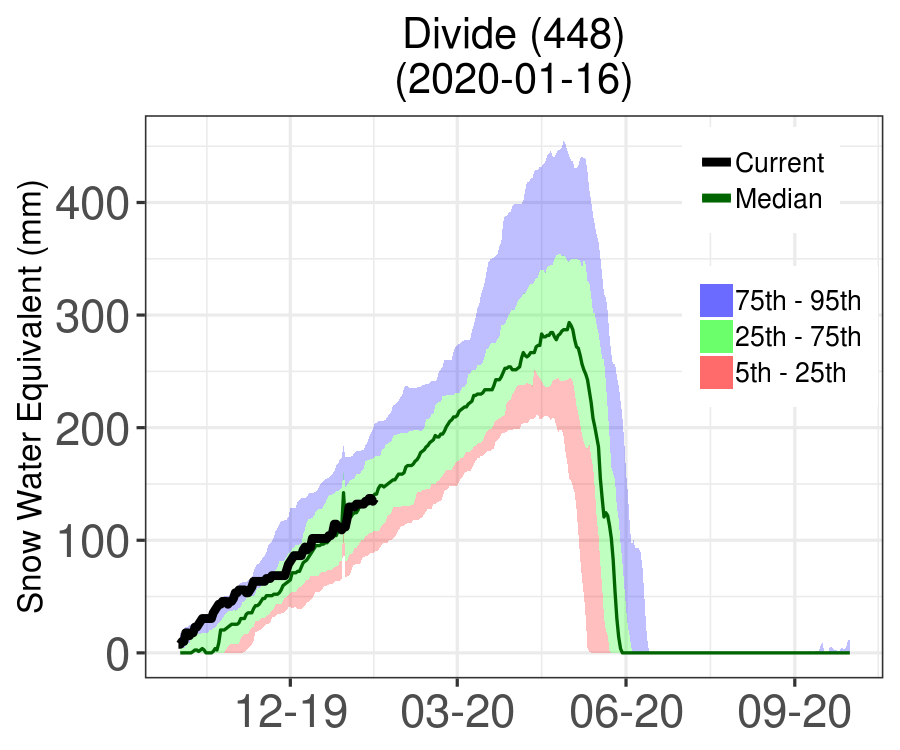 Divide (448)
(2020-01-16)
Snow Water Equivalent (mm)
400
300
200
100
0
12-19
03-20
06-20
09-20
Current
Median
75th - 95th
25th - 75th
5th - 25th